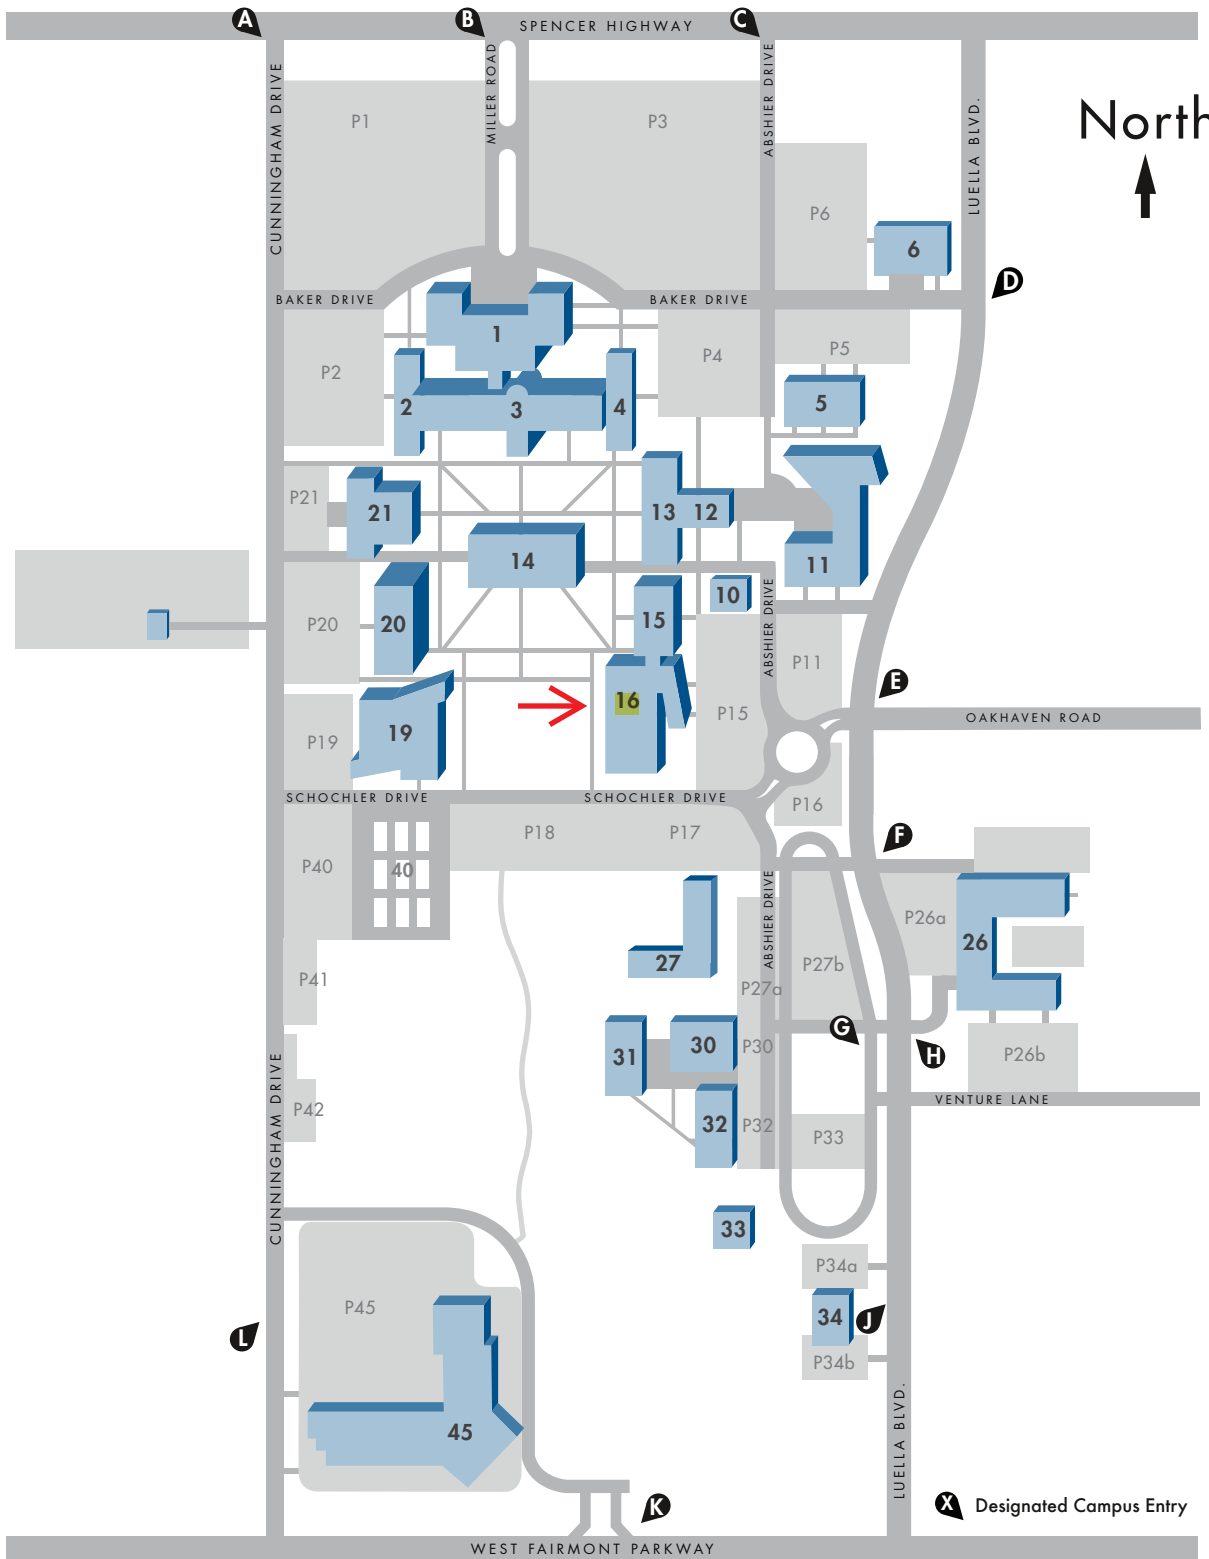 A
B
C
SPENCER HIGHWAY
CUNNINGHAM DRIVE
MILLER ROAD
ABSHIER DRIVE
LUELLA BLVD.
North
P1
P3
P6
6
D
BAKER DRIVE
BAKER DRIVE
1
P2
P4
P5
2
3
4
5
P21
21
13
12
14
11
10
P20
20
15
ABSHIER DRIVE
P11
E
16
P15
OAKHAVEN ROAD
P19
19
SCHOCHLER DRIVE
SCHOCHLER DRIVE
P16
P18
P17
F
P40
40
ABSHIER DRIVE
P26a
26
P27b
27
P41
P27a
G
H
31
30
P30
P26b
CUNNINGHAM DRIVE
P42
VENTURE LANE
32
P32
P33
33
P34a
P45
34
J
L
P34b
LUELLA BLVD.
45
K
X Designated Campus Entry
WEST FAIRMONT PARKWAY